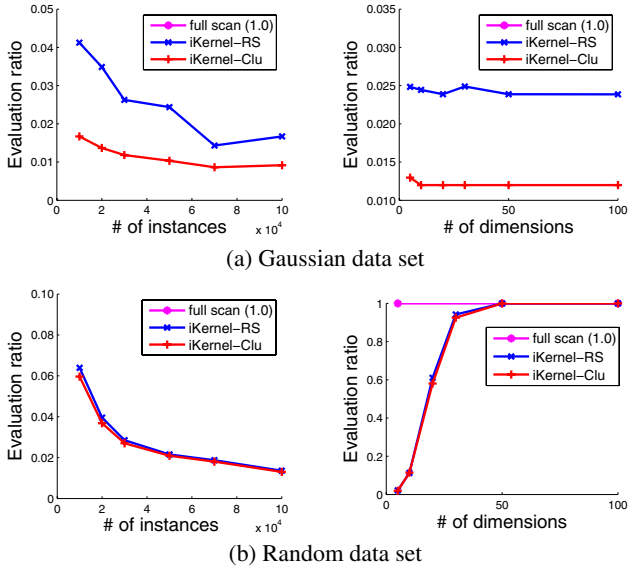 0.05
0.04
0.03
0.02
0.01
0
0
2
4
6
8
10
x 10⁴
Evaluation ratio
# of instances
full scan (1.0)
iKernel−RS
iKernel−Clu
0.035
0.030
0.025
0.020
0.015
0.010
0
50
100
Evaluation ratio
# of dimensions
full scan (1.0)
iKernel−RS
iKernel−Clu
(a) Gaussian data set
0.10
0.08
0.06
0.04
0.02
0
0
2
4
6
8
10
x 10⁴
Evaluation ratio
# of instances
full scan (1.0)
iKernel−RS
iKernel−Clu
1
0.8
0.6
0.4
0.2
0
0
50
100
Evaluation ratio
# of dimensions
full scan (1.0)
iKernel−RS
iKernel−Clu
(b) Random data set